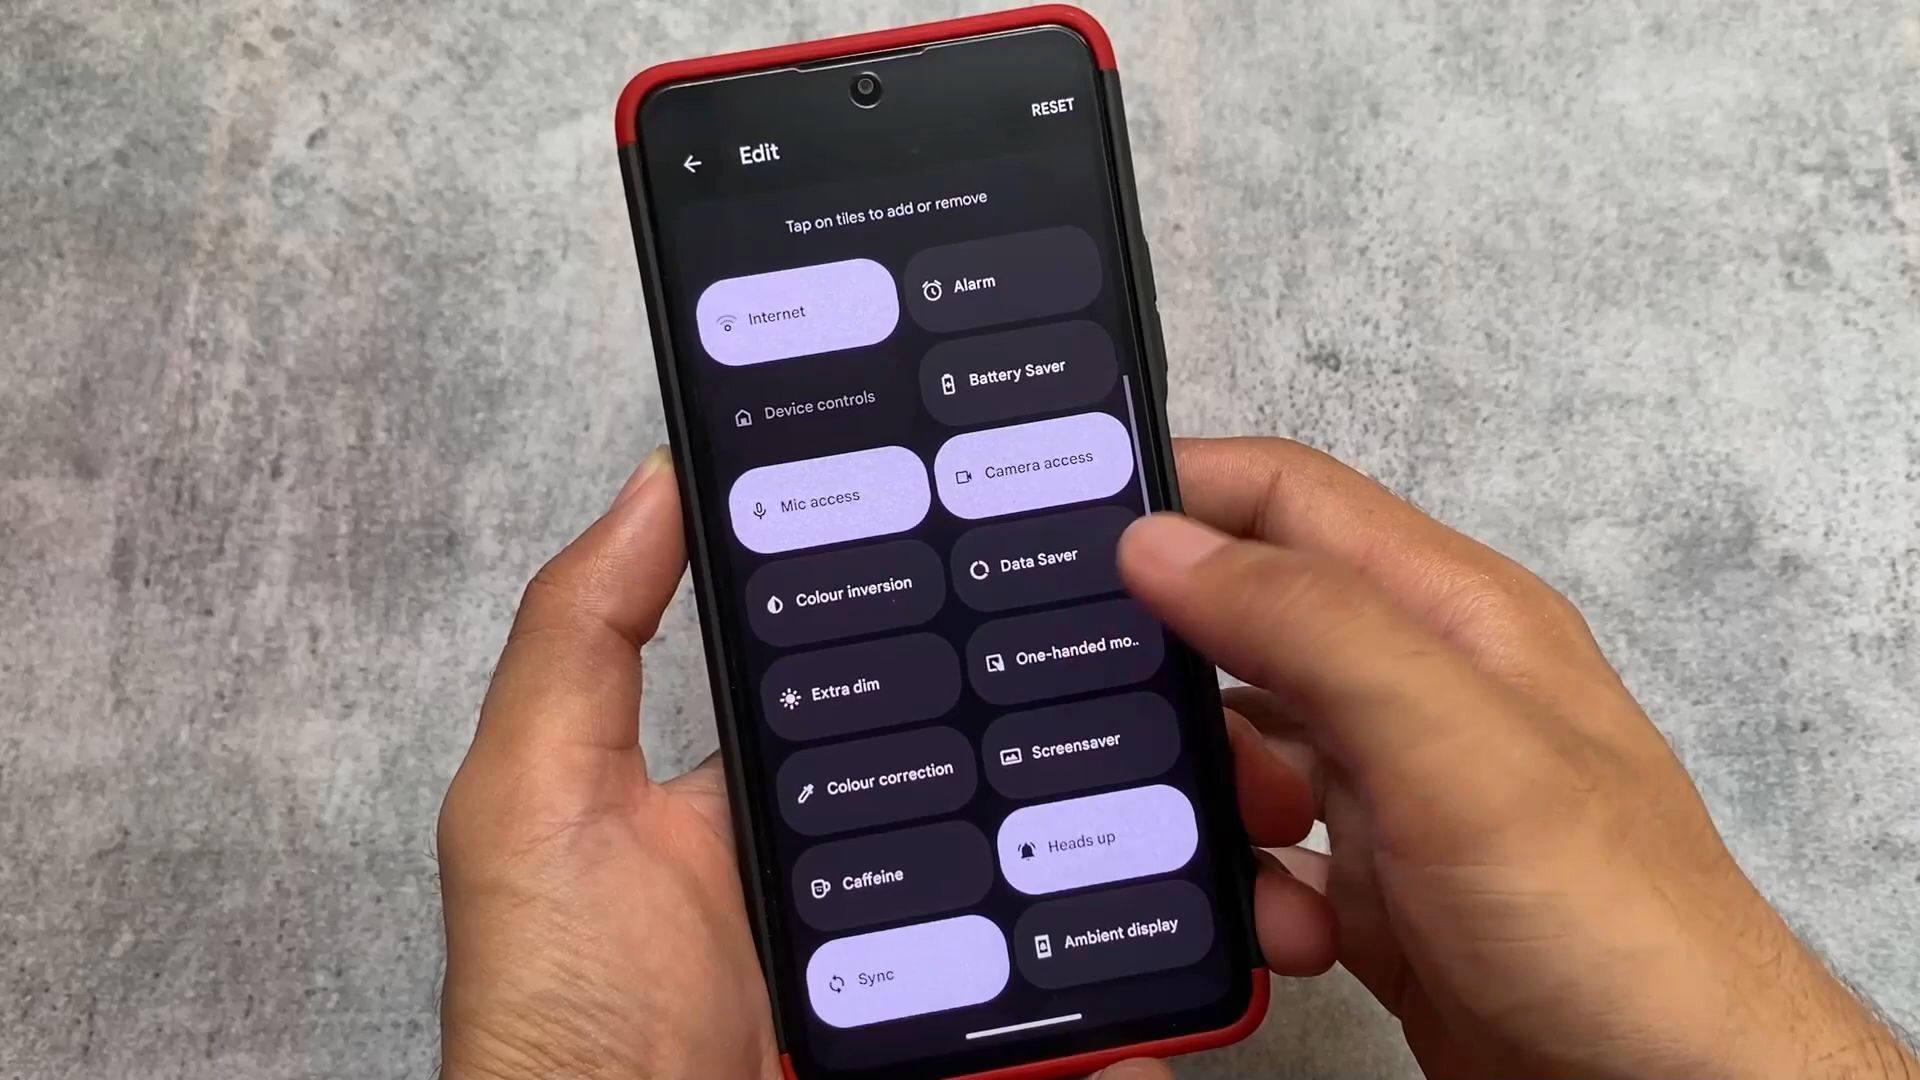 RESET
Edit
Tap on tiles to add or remove
Internet
Alarm
Device controls
Battery Saver
Mic access
Camera access
Colour inversion
Data Saver
Extra dim
One-handed mo..
Colour correction
Screensaver
Caffeine
Heads up
Sync
Ambient display